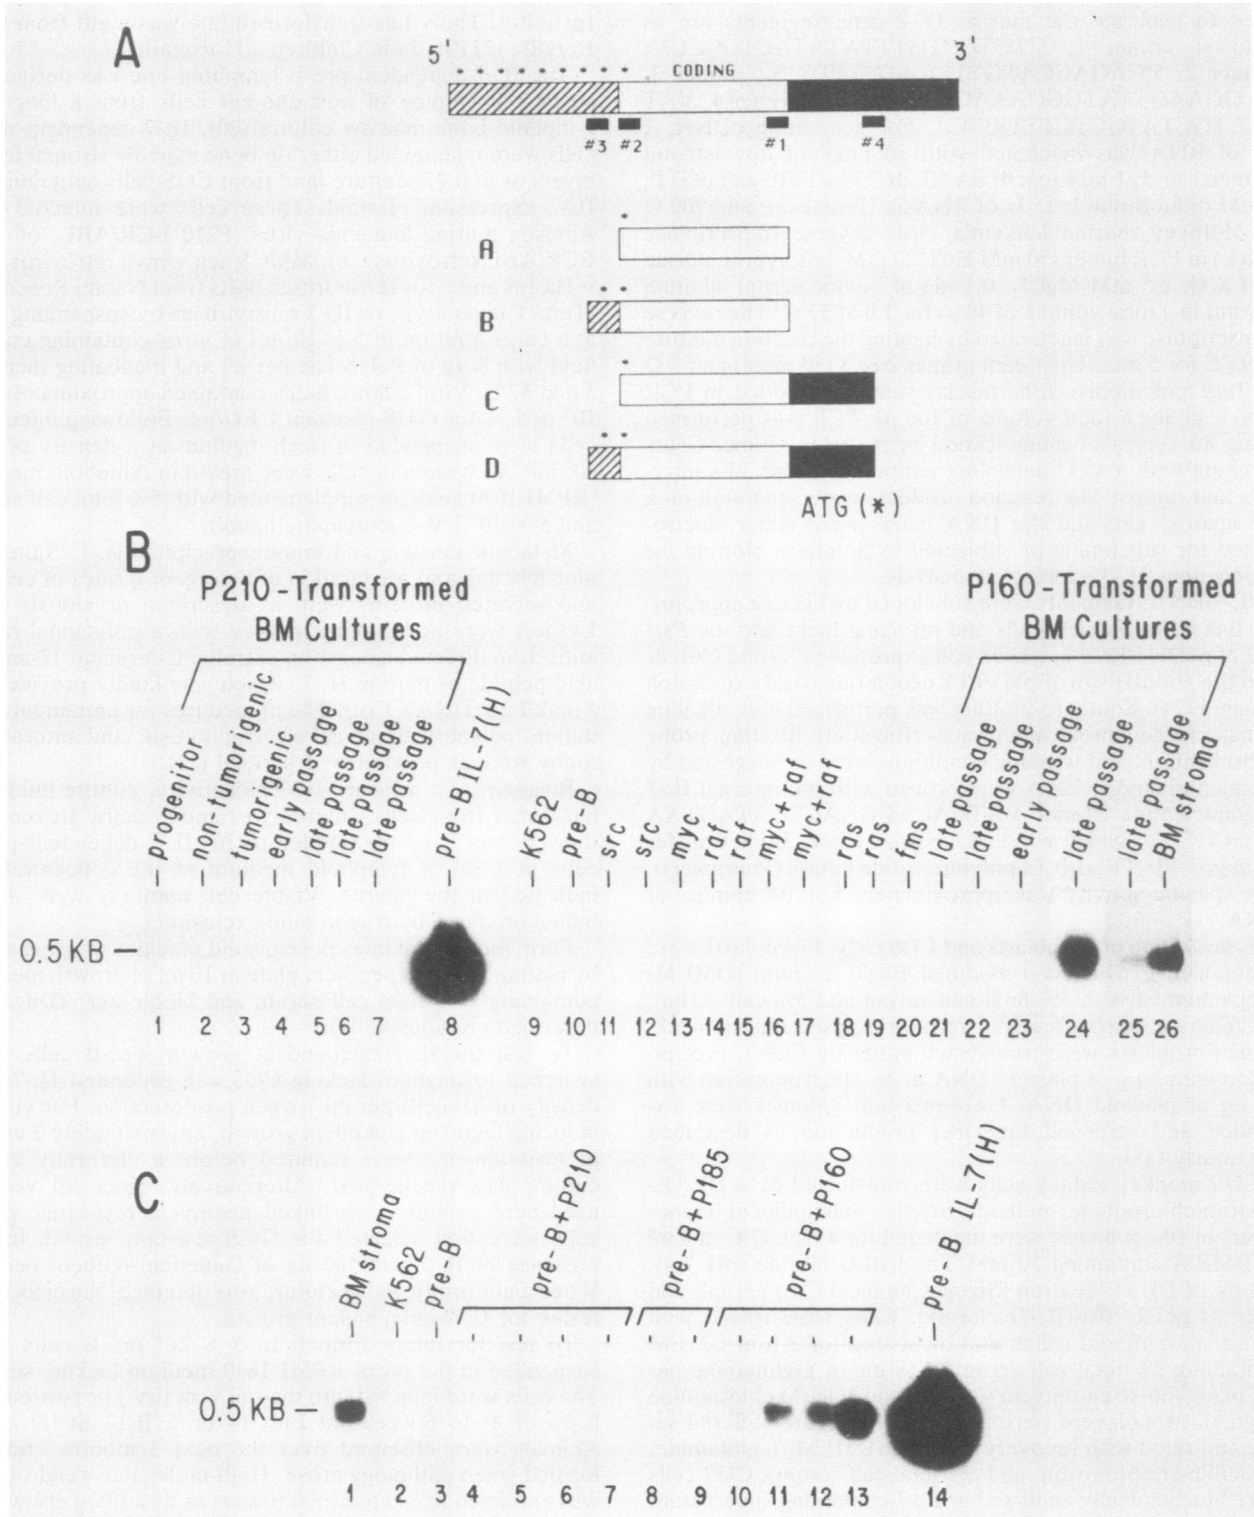 A
5' 3'
* * * * * * * * * CODING
#3 #2 #1 #4
*
A
* *
B
*
C
* *
D
ATG (*)
B
P210-Transformed
BM Cultures
P160-Transformed
BM Cultures
progenitor
non-tumorigenic
tumorigenic
early passage
late passage
late passage
late passage
pre-B IL-7(H)
K562
pre-B
src
src
myc
raf
raf
myc+raf
myc+raf
ras
ras
fms
late passage
late passage
early passage
late passage
late passage
BM stroma
0.5 KB
1 2 3 4 5 6 7 8 9 10 11 12 13 14 15 16 17 18 19 20 21 22 23 24 25 26
C
BM stroma
K562
pre-B
pre-B+P210
pre-B+P185
pre-B+P160
pre-B IL-7(H)
0.5 KB
1 2 3 4 5 6 7 8 9 10 11 12 13 14